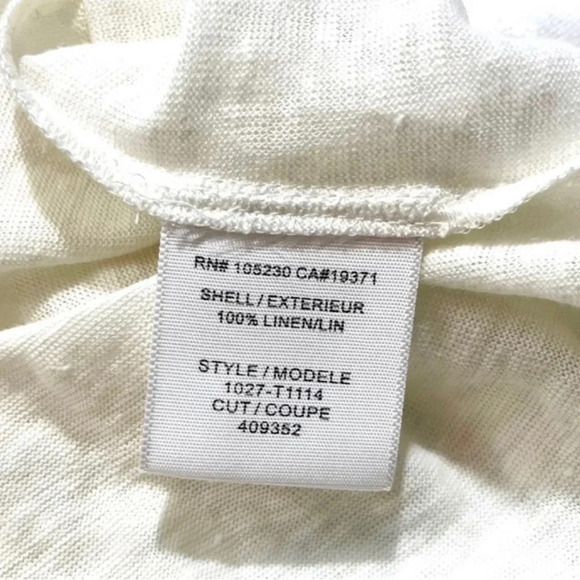 RN# 105230 CA#19371
SHELL/EXTERIEUR
100% LINEN/LIN
STYLE/MODELE
1027-T1114
CUT/COUPE
409352